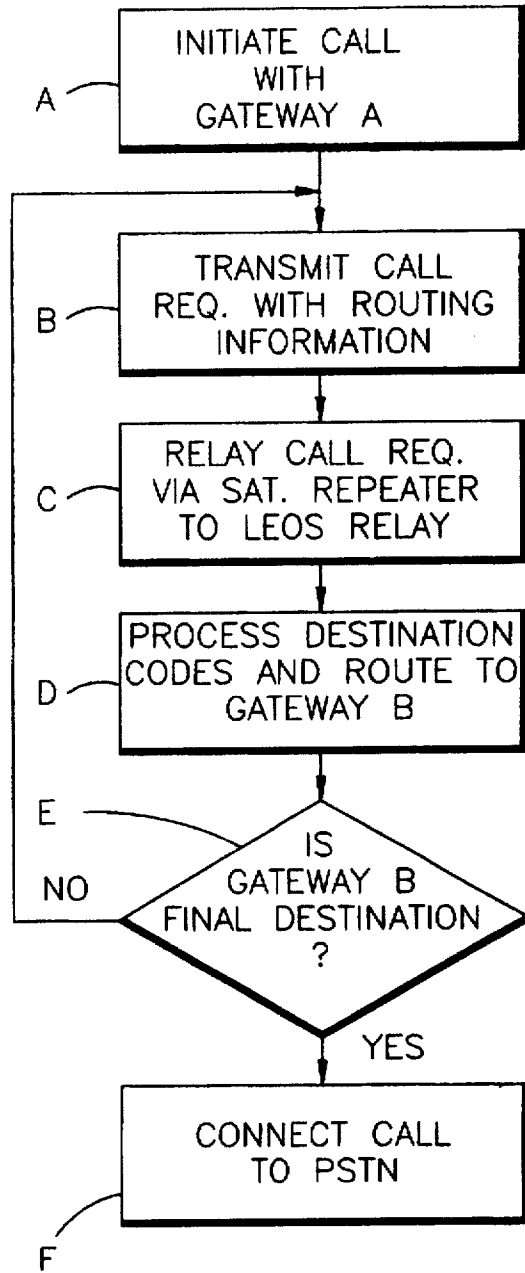 INITIATE CALL
WITH
GATEWAY A
A
TRANSMIT CALL
REQ. WITH ROUTING
INFORMATION
B
RELAY CALL REQ.
VIA SAT. REPEATER
TO LEOS RELAY
C
PROCESS DESTINATION
CODES AND ROUTE TO
GATEWAY B
D
E
IS
GATEWAY B
FINAL DESTINATION
?
NO
YES
CONNECT CALL
TO PSTN
F